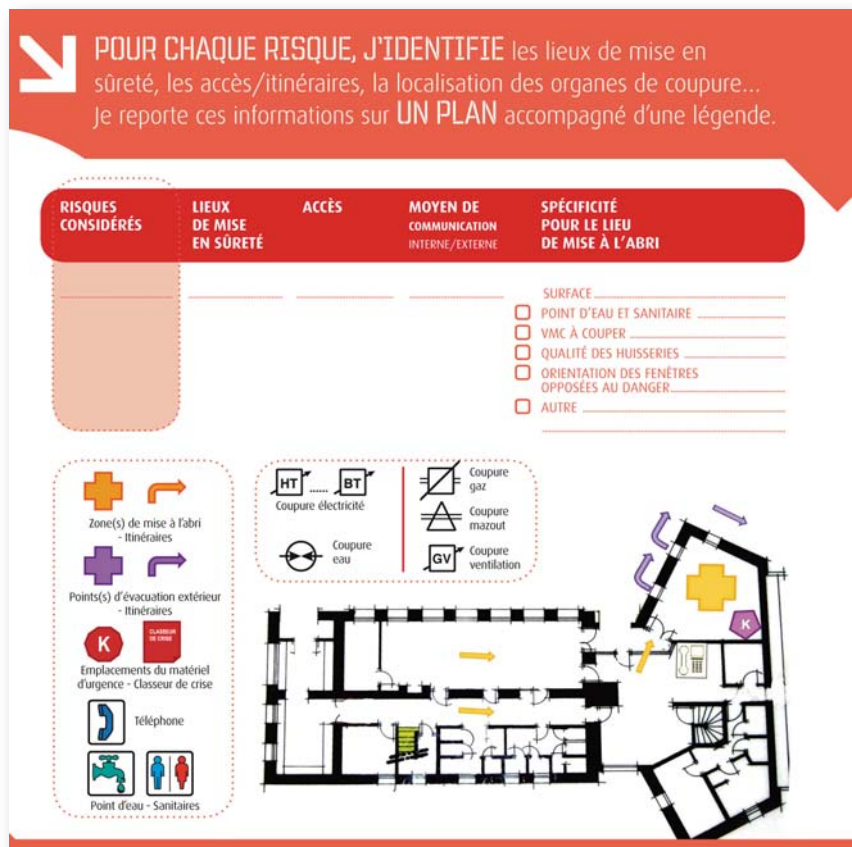 POUR CHAQUE RISQUE, J'IDENTIFIE les lieux de mise en
sûreté, les accès/itinéraires, la localisation des organes de coupure...
Je reporte ces informations sur UN PLAN accompagné d'une légende.
RISQUES
CONSIDÉRÉS
LIEUX
DE MISE
EN SÛRETÉ
ACCÈS
MOYEN DE
COMMUNICATION
INTERNE/EXTERNE
SPÉCIFICITÉ
POUR LE LIEU
DE MISE À L'ABRI
SURFACE
POINT D'EAU ET SANITAIRE
VMC À COUPER
QUALITÉ DES HUISSERIES
ORIENTATION DES FENÊTRES
OPPOSÉES AU DANGER
AUTRE
Zone(s) de mise à l'abri
- Itinéraires
Points(s) d'évacuation extérieur
- Itinéraires
K
CLASSEUR
DE CRISE
Emplacements du matériel
d'urgence - Classeur de crise
Téléphone
Point d'eau - Sanitaires
HT ...... BT
Coupure électricité
Coupure
eau
Coupure
gaz
Coupure
mazout
GV
Coupure
ventilation
K